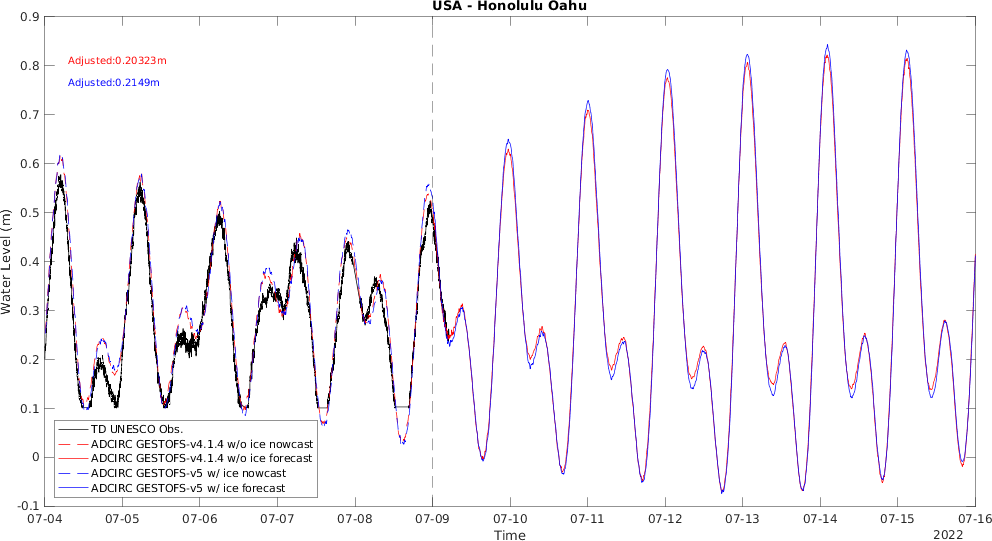 USA - Honolulu Oahu
0.9
0.8
0.7
0.6
0.5
0.4
0.3
0.2
0.1
0
-0.1
Water Level (m)
Adjusted:0.20323m
Adjusted:0.2149m
TD UNESCO Obs.
ADCIRC GESTOFS-v4.1.4 w/o ice nowcast
ADCIRC GESTOFS-v4.1.4 w/o ice forecast
ADCIRC GESTOFS-v5 w/ ice nowcast
ADCIRC GESTOFS-v5 w/ ice forecast
07-04 07-05 07-06 07-07 07-08 07-09 07-10 07-11 07-12 07-13 07-14 07-15 07-16
Time
2022